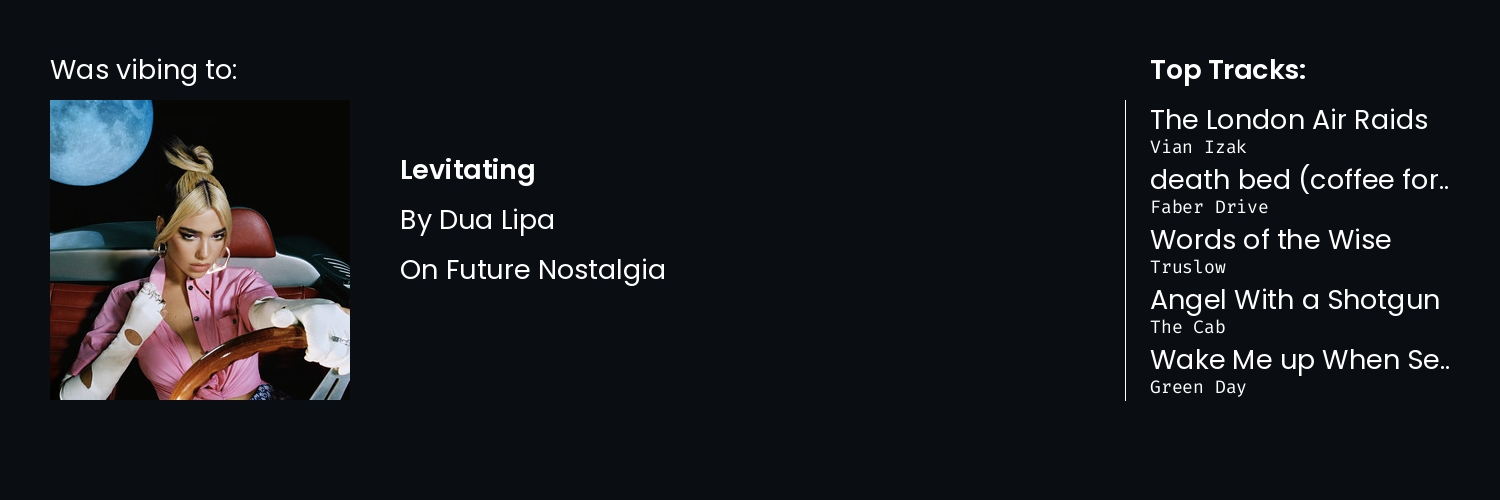 Was vibing to:
Levitating
By Dua Lipa
On Future Nostalgia
Top Tracks:
The London Air Raids
Vian Izak
death bed (coffee for..
Faber Drive
Words of the Wise
Truslow
Angel With a Shotgun
The Cab
Wake Me up When Se..
Green Day